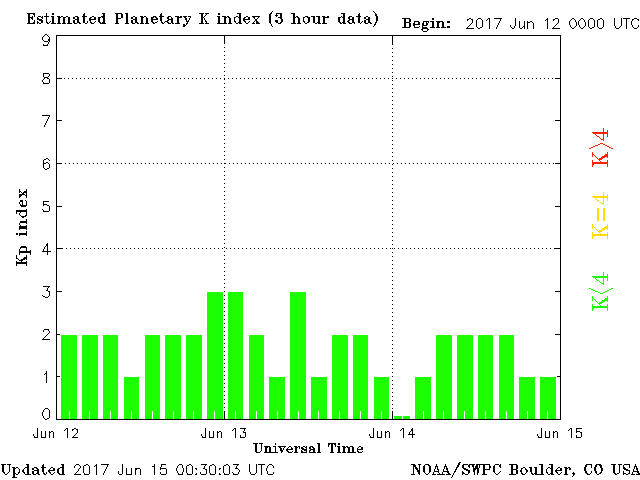 Estimated Planetary K index (3 hour data) Begin: 2017 Jun 12 0000 UTC
9
8
7
6
5
4
3
2
1
0
Kp index
K>4
K=4
K<4
Jun 12 Jun 13 Jun 14 Jun 15
Universal Time
Updated 2017 Jun 15 00:30:03 UTC NOAA/SWPC Boulder, CO USA